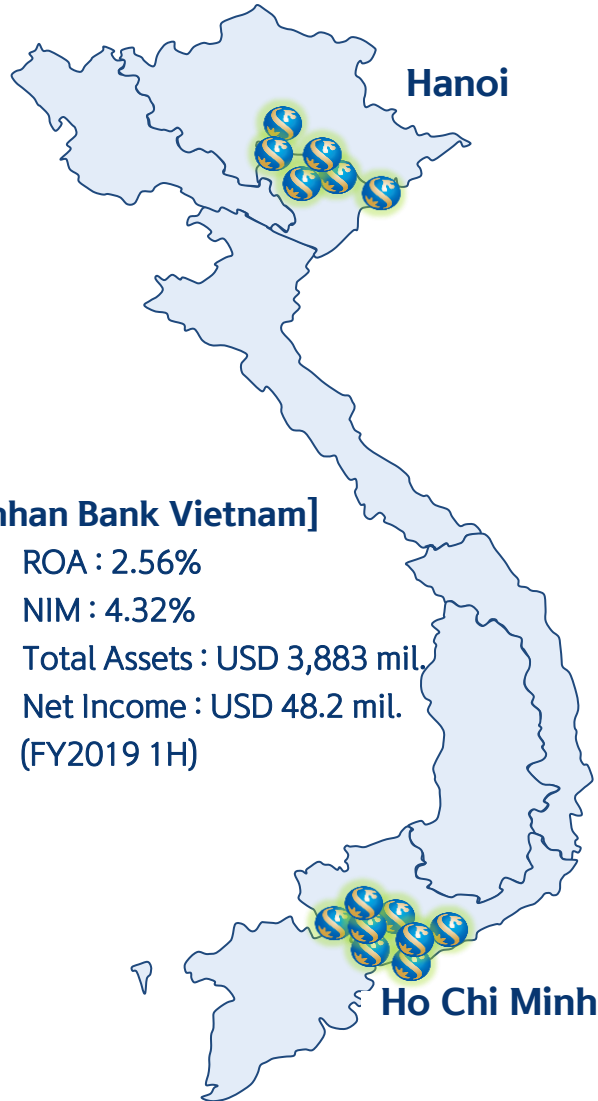 Hanoi
nhan Bank Vietnam]
ROA : 2.56%
NIM : 4.32%
Total Assets : USD 3,883 mil.
Net Income : USD 48.2 mil.
(FY2019 1H)
Ho Chi Minh